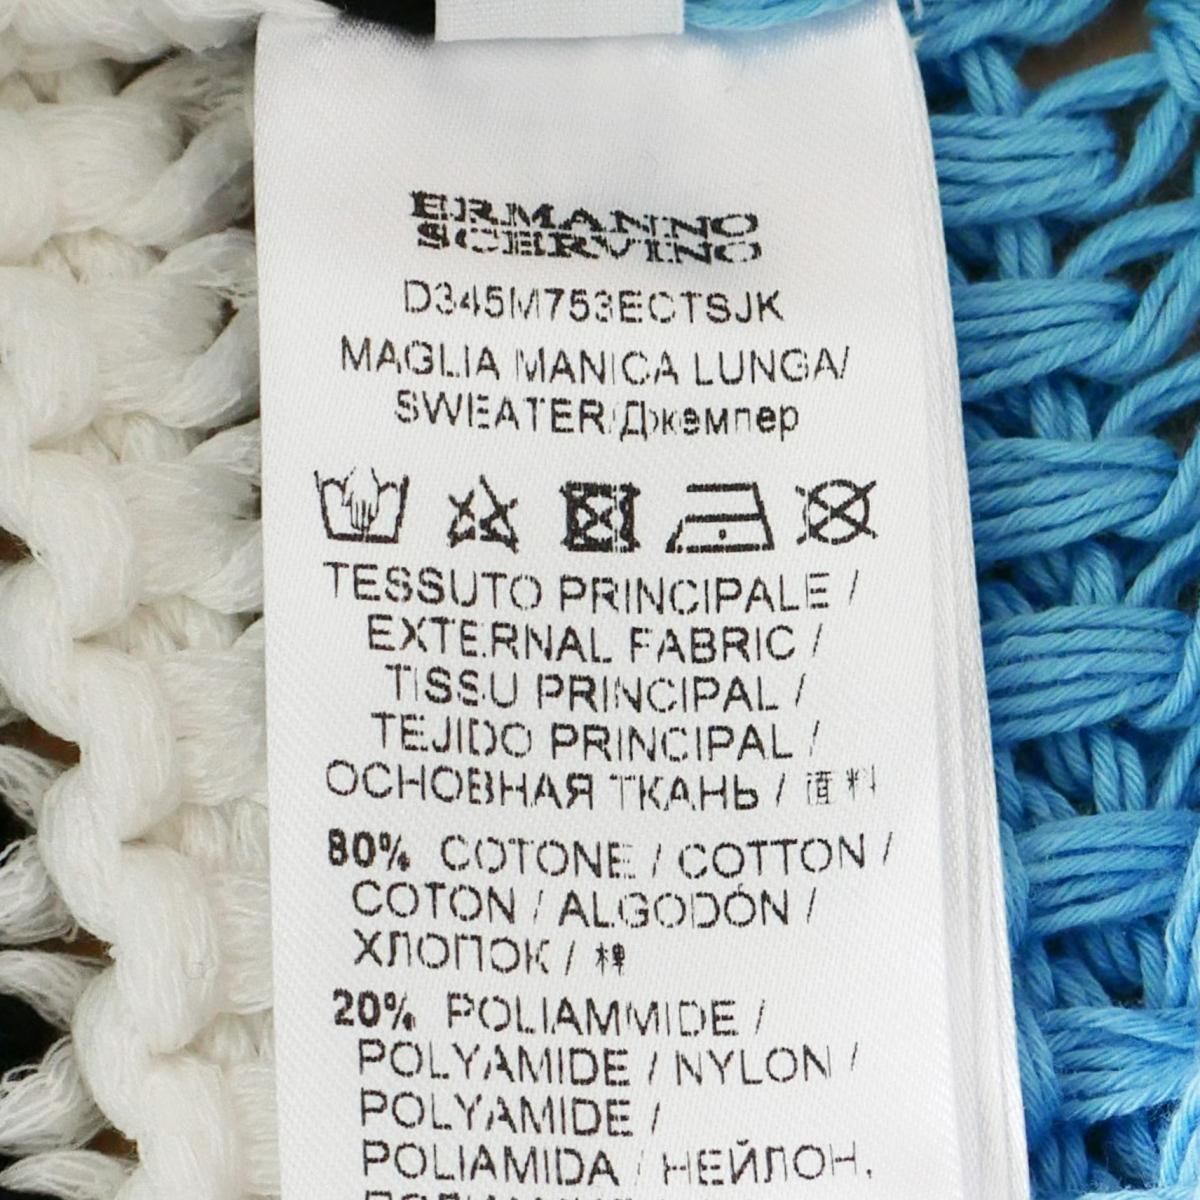 ERMANNO
SCERVINO
D345M753ECTSJK
MAGLIA MANICA LUNGA/
SWEATER/Джемпер
TESSUTO PRINCIPALE /
EXTERNAL FABRIC /
TISSU PRINCIPAL /
TEJIDO PRINCIPAL /
ОСНОВНАЯ ТКАНЬ / 面料
80% COTONE / COTTON /
COTON / ALGODÓN /
ХЛОПОК / 棉
20% POLIAMMIDE /
POLYAMIDE / NYLON /
POLYAMIDE /
POLIAMIDA / НЕЙЛОН,